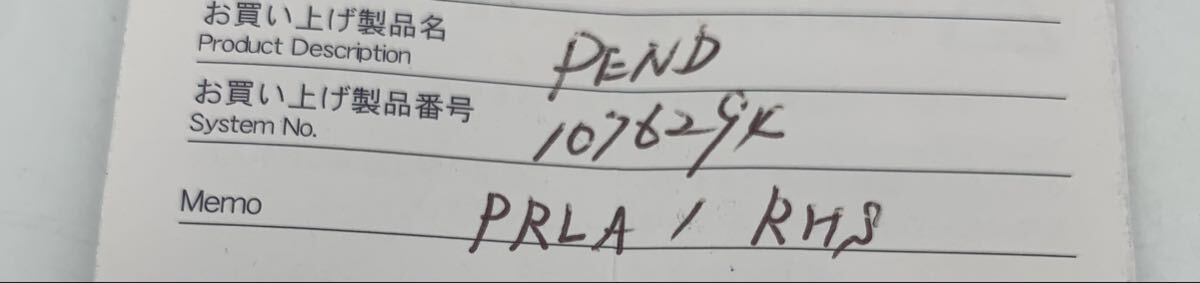 お買い上げ製品名
Product Description
PEND
お買い上げ製品番号
System No.
107629K
Memo
PRLA / RHS